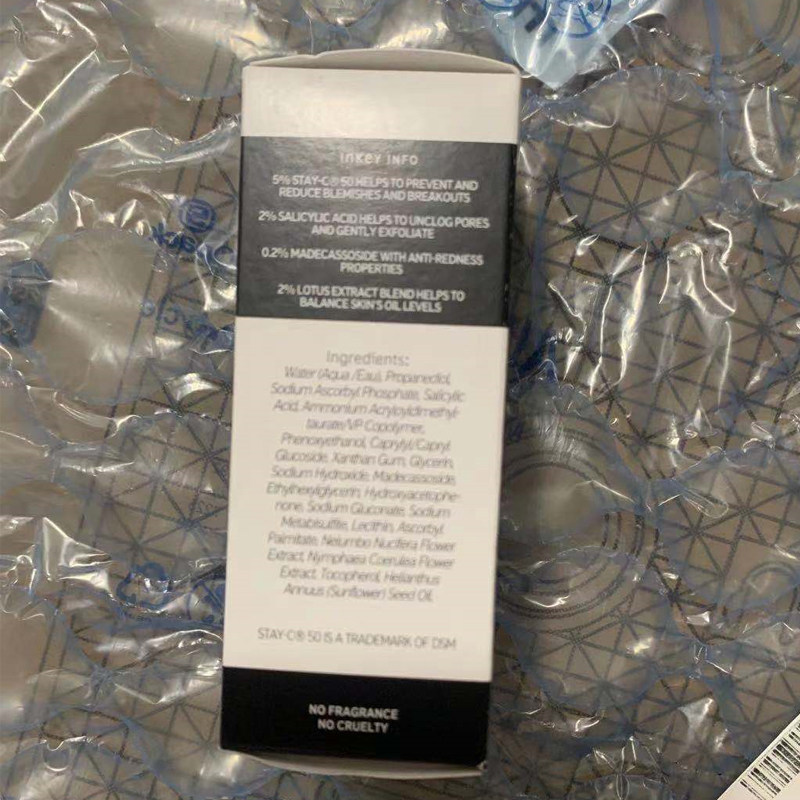 INKEY INFO
5% STAY-C® 50 HELPS TO PREVENT AND
REDUCE BLEMISHES AND BREAKOUTS
2% SALICYLIC ACID HELPS TO UNCLOG PORES
AND GENTLY EXFOLIATE
0.2% MADECASSOSIDE WITH ANTI-REDNESS
PROPERTIES
2% LOTUS EXTRACT BLEND HELPS TO
BALANCE SKIN'S OIL LEVELS
Ingredients:
Water (Aqua /Eau), Propanediol,
Sodium Ascorbyl Phosphate, Salicylic
Acid, Ammonium Acryloyldimethyl-
taurate/VP Copolymer,
Phenoxyethanol, Caprylyl/Capryl
Glucoside, Xanthan Gum, Glycerin,
Sodium Hydroxide, Madecassoside,
Ethylhexylglycerin, Hydroxyacetophe-
none, Sodium Gluconate, Sodium
Metabisulfite, Lecithin, Ascorbyl
Palmitate, Nelumbo Nucifera Flower
Extract, Nymphaea Coerulea Flower
Extract, Tocopherol, Helianthus
Annuus (Sunflower) Seed Oil.
STAY-C® 50 IS A TRADEMARK OF DSM
NO FRAGRANCE
NO CRUELTY